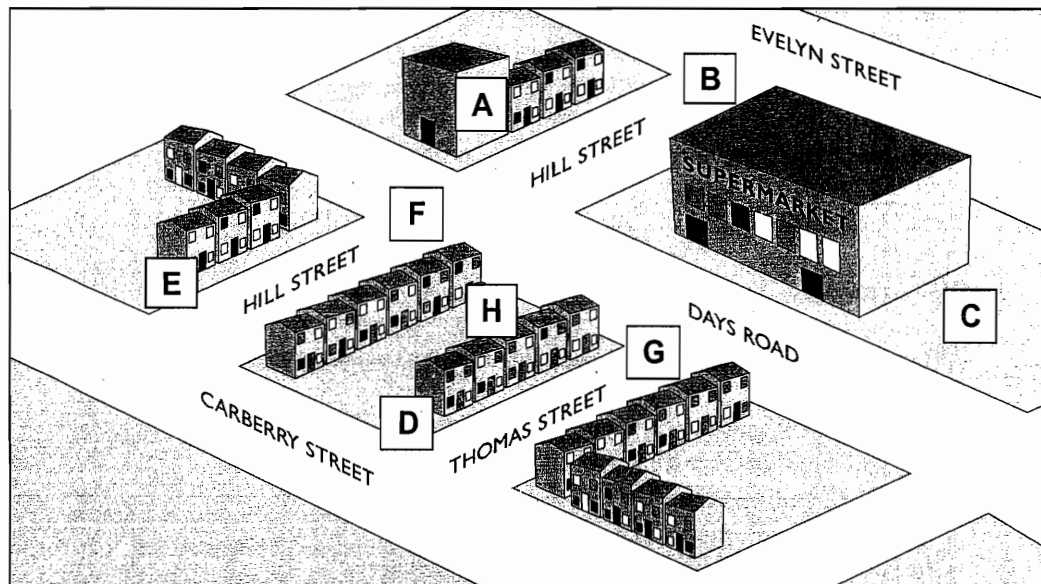 EVELYN STREET
B
A
HILL STREET
SUPERMARKET
F
E
HILL STREET
H
C
DAYS ROAD
G
D
CARBERRY STREET
THOMAS STREET